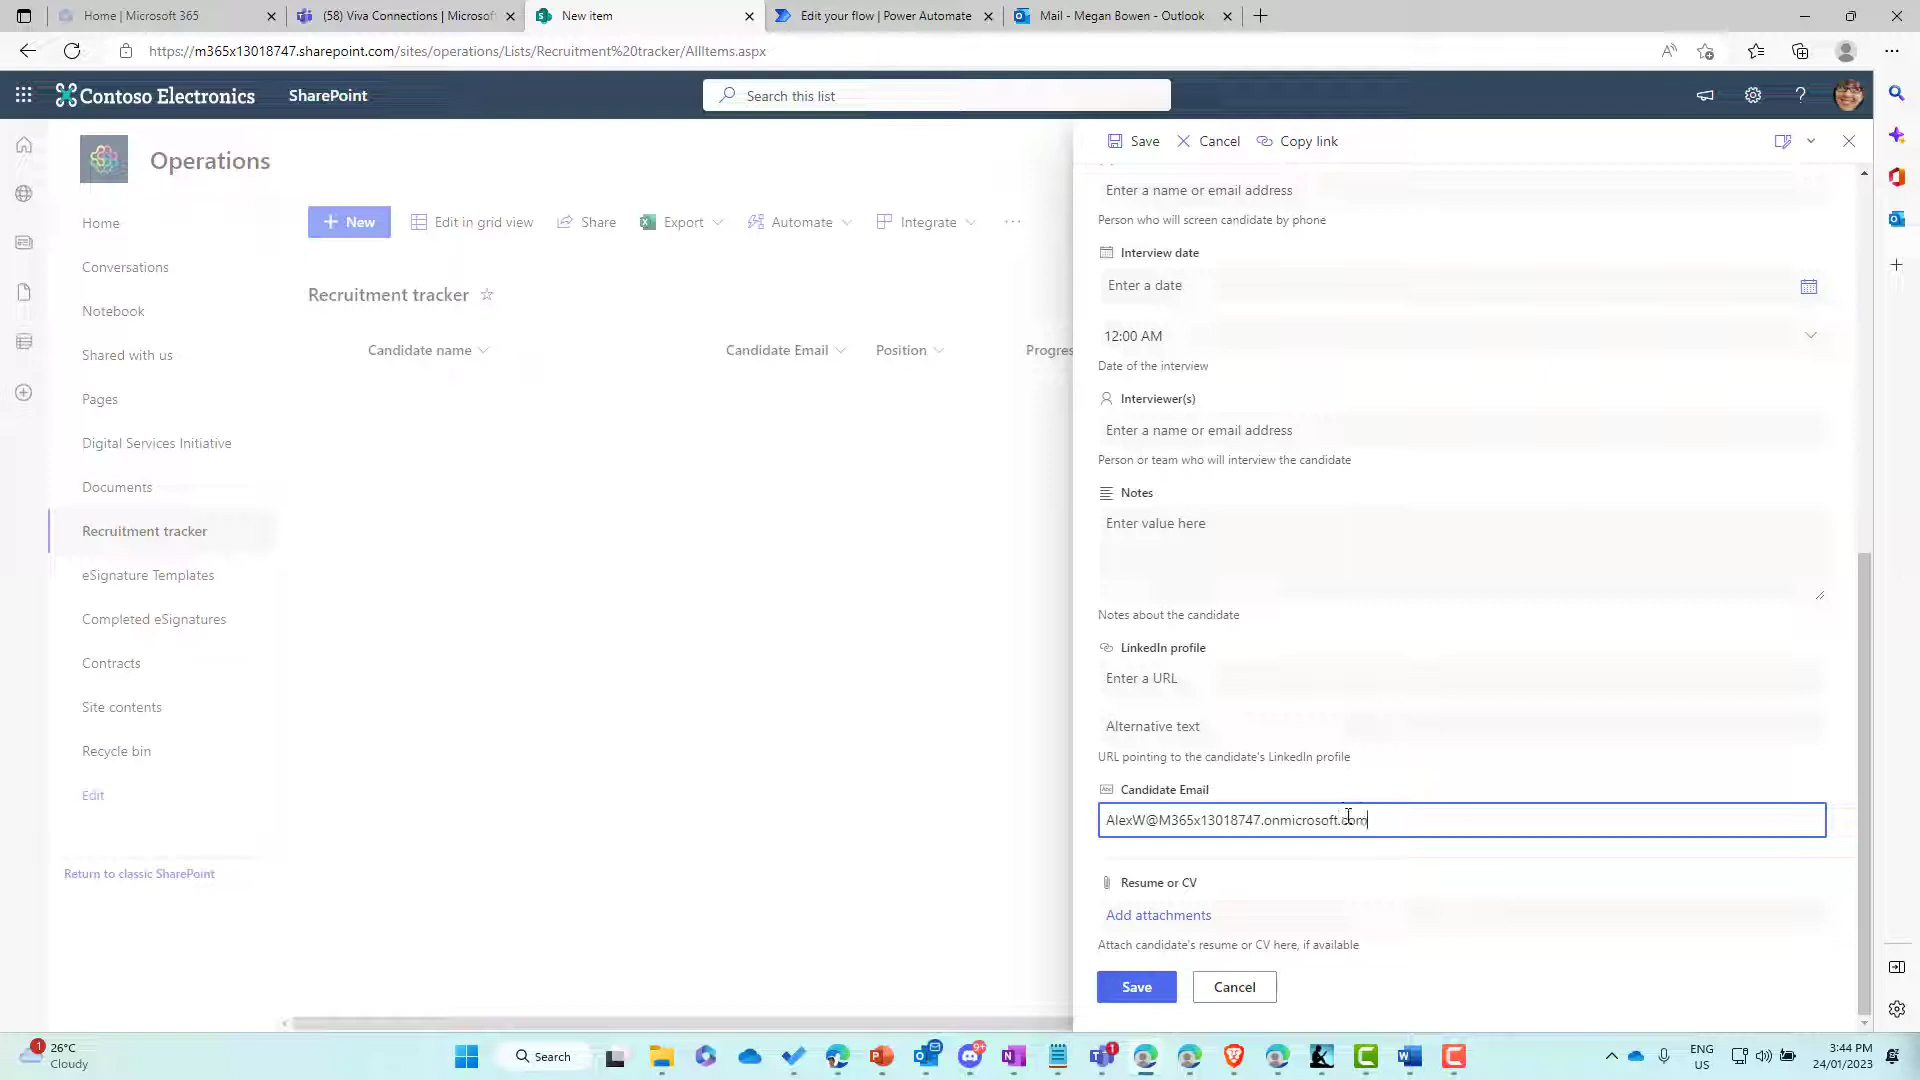 Home | Microsoft 365
(58) Viva Connections | Microsof
New item
Edit your flow | Power Automate
Mail - Megan Bowen - Outlook
https://m365x13018747.sharepoint.com/sites/operations/Lists/Recruitment%20tracker/AllItems.aspx
Contoso Electronics
SharePoint
Search this list
Operations
Home
Conversations
Notebook
Shared with us
Pages
Digital Services Initiative
Documents
Recruitment tracker
eSignature Templates
Completed eSignatures
Contracts
Site contents
Recycle bin
Edit
Return to classic SharePoint
New
Edit in grid view
Share
Export
Automate
Integrate
Recruitment tracker
Candidate name
Candidate Email
Position
Progres
Save
Cancel
Copy link
Enter a name or email address
Person who will screen candidate by phone
Interview date
Enter a date
12:00 AM
Date of the interview
Interviewer(s)
Enter a name or email address
Person or team who will interview the candidate
Notes
Enter value here
Notes about the candidate
LinkedIn profile
Enter a URL
Alternative text
URL pointing to the candidate's LinkedIn profile
Candidate Email
AlexW@M365x13018747.onmicrosoft.com
Resume or CV
Add attachments
Attach candidate's resume or CV here, if available
Save
Cancel
1
26°C
Cloudy
Search
9+
1
ENG
US
3:44 PM
24/01/2023